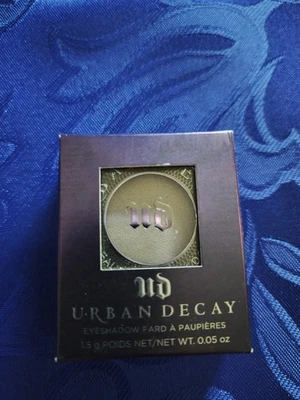 UD
UD
URBAN DECAY
EYESHADOW FARD À PAUPIÈRES
1.5 g POIDS NET/NET WT. 0.05 oz